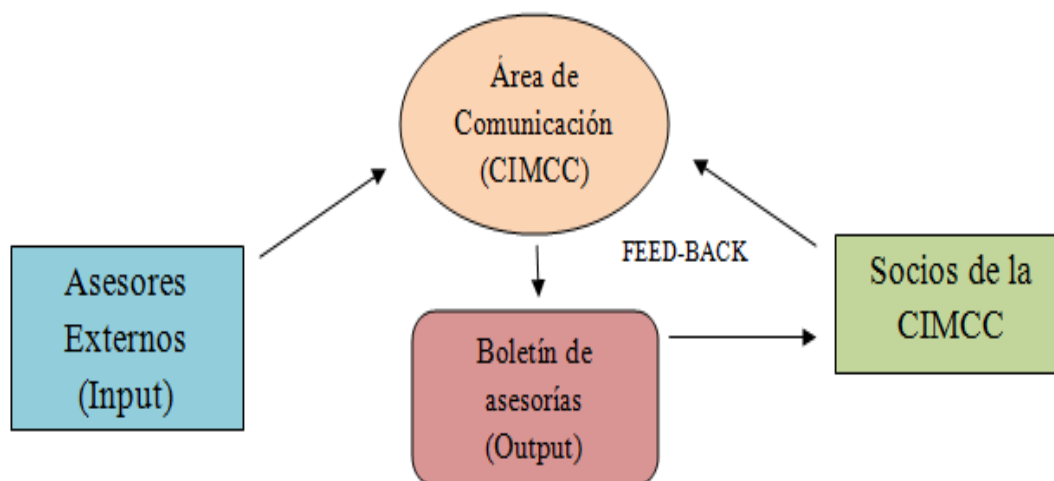 Área de
Comunicación
(CIMCC)
FEED-BACK
Asesores
Externos
(Input)
Socios de la
CIMCC
Boletín de
asesorías
(Output)